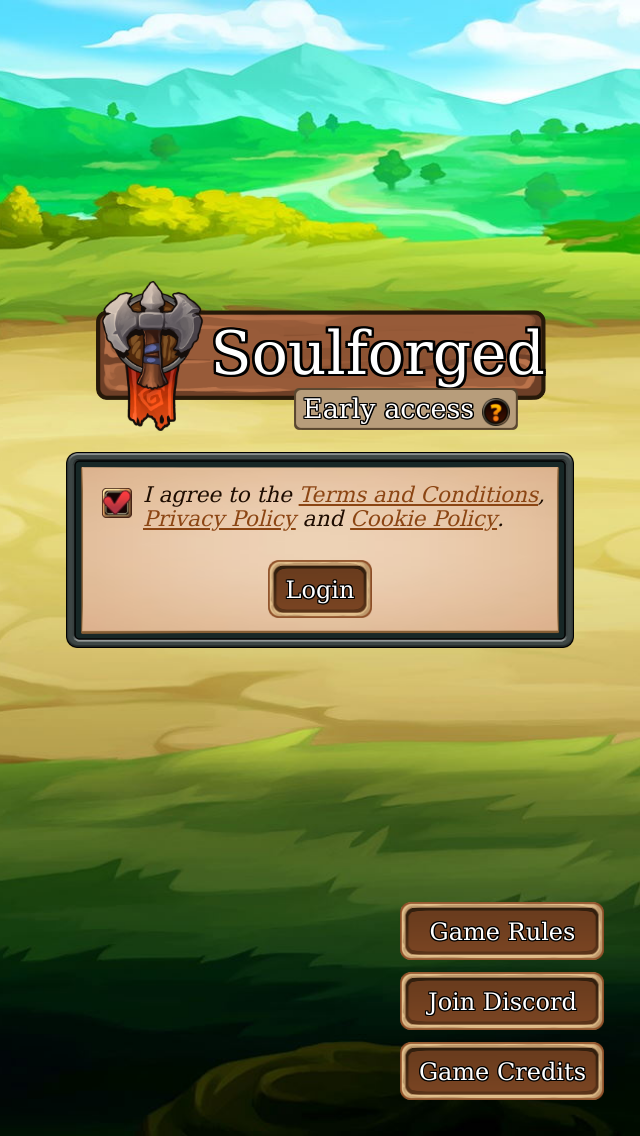 Soulforged
Early access ?
I agree to the Terms and Conditions,
Privacy Policy and Cookie Policy.
Login
Game Rules
Join Discord
Game Credits